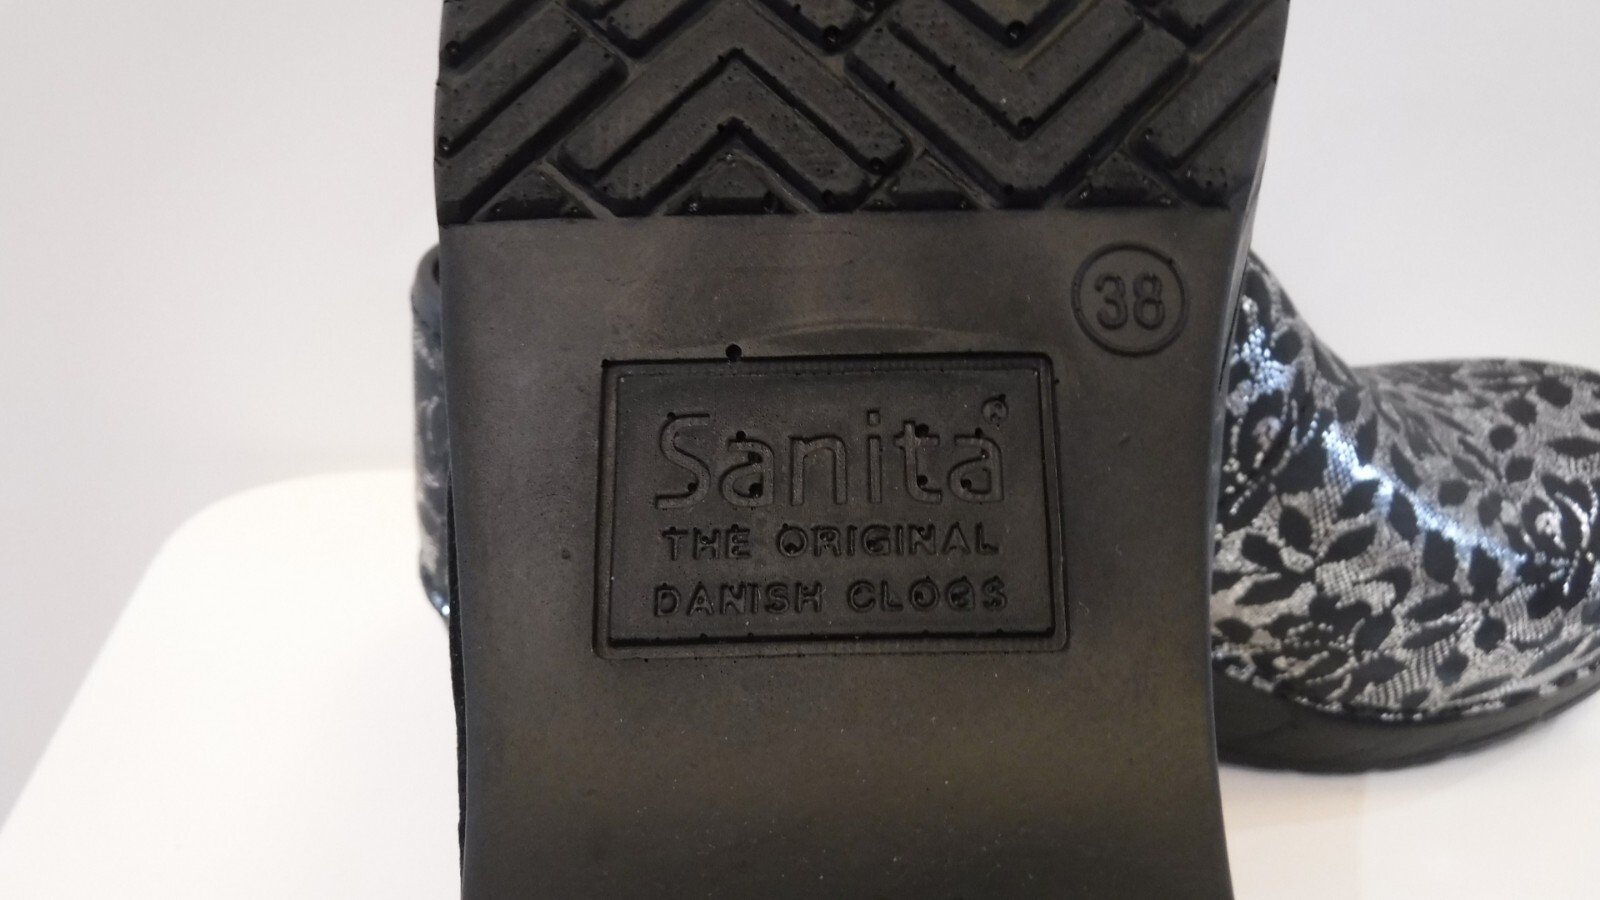 38
Sanita®
THE ORIGINAL
DANISH CLOGS